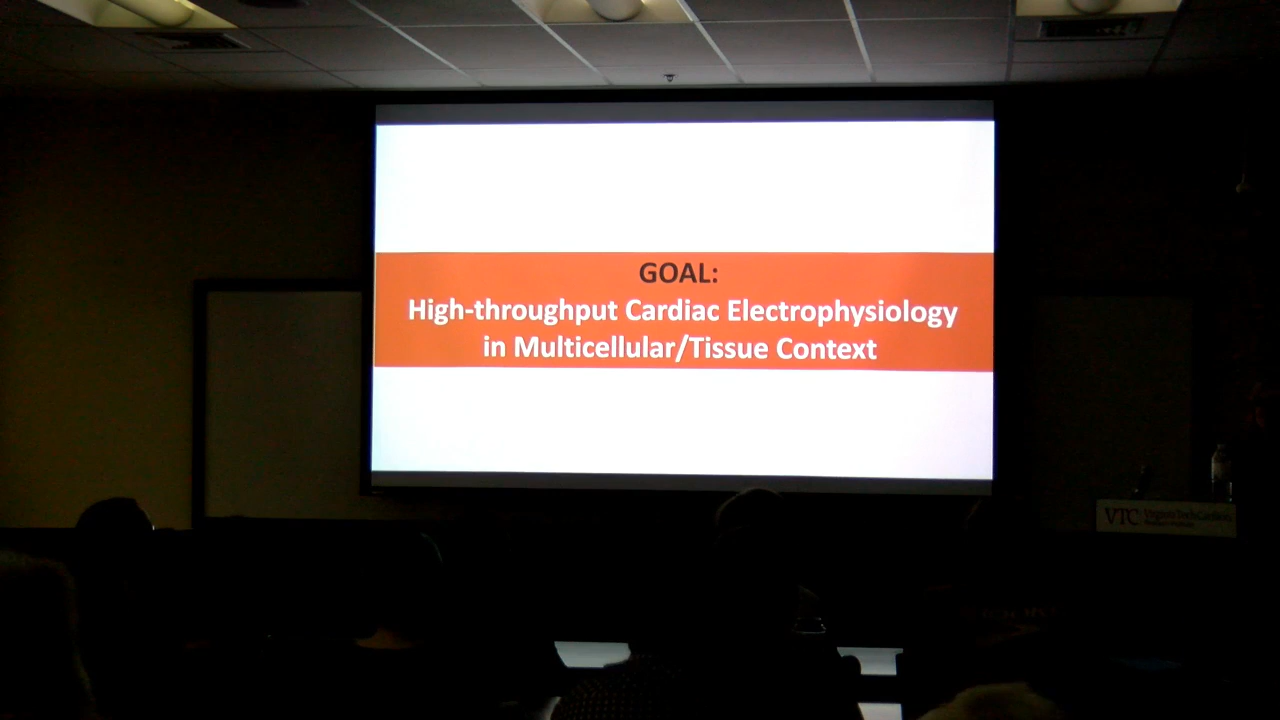 GOAL:
High-throughput Cardiac Electrophysiology
in Multicellular/Tissue Context
VTC